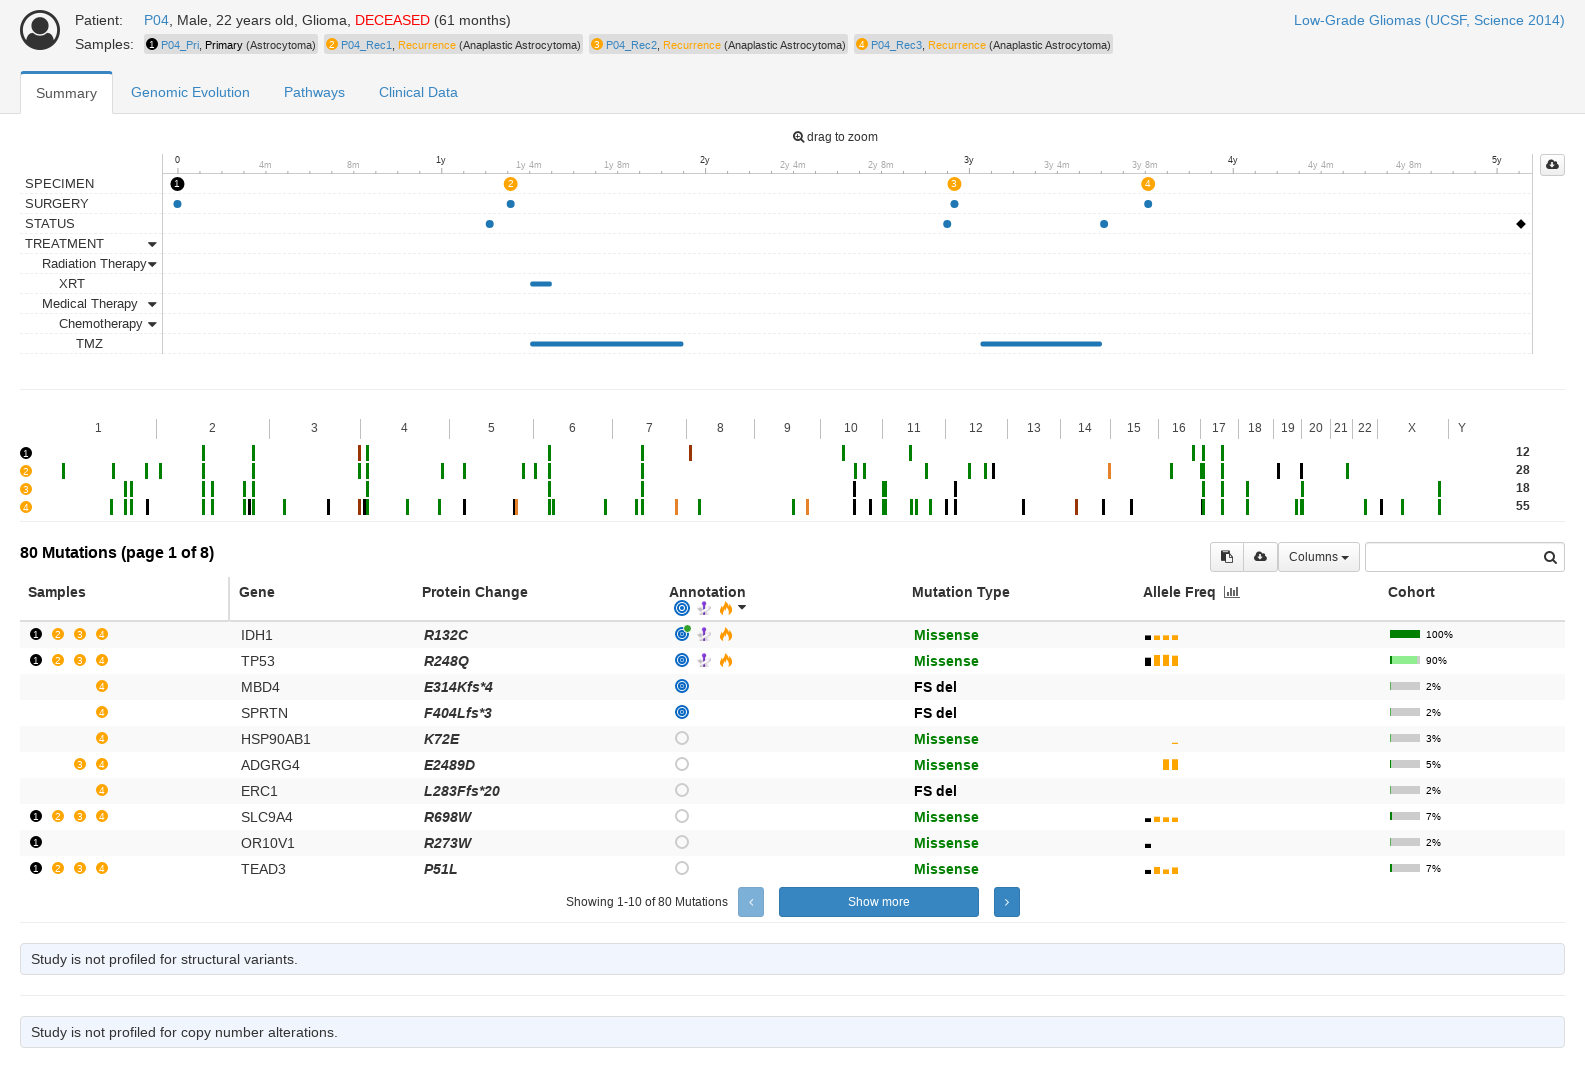 Patient: P04, Male, 22 years old, Glioma, DECEASED (61 months) Low-Grade Gliomas (UCSF, Science 2014)
Samples: 1 P04_Pri, Primary (Astrocytoma) 2 P04_Rec1, Recurrence (Anaplastic Astrocytoma) 3 P04_Rec2, Recurrence (Anaplastic Astrocytoma) 4 P04_Rec3, Recurrence (Anaplastic Astrocytoma)
Summary Genomic Evolution Pathways Clinical Data
drag to zoom
0 4m 8m 1y 1y 4m 1y 8m 2y 2y 4m 2y 8m 3y 3y 4m 3y 8m 4y 4y 4m 4y 8m 5y
SPECIMEN 1 2 3 4
SURGERY
STATUS
TREATMENT
Radiation Therapy
XRT
Medical Therapy
Chemotherapy
TMZ
1 2 3 4 5 6 7 8 9 10 11 12 13 14 15 16 17 18 19 20 21 22 X Y
1 12
2 28
3 18
4 55
80 Mutations (page 1 of 8) Columns
Samples Gene Protein Change Annotation Mutation Type Allele Freq Cohort
1 2 3 4 IDH1 R132C Missense 100%
1 2 3 4 TP53 R248Q Missense 90%
4 MBD4 E314Kfs*4 FS del 2%
4 SPRTN F404Lfs*3 FS del 2%
4 HSP90AB1 K72E Missense 3%
3 4 ADGRG4 E2489D Missense 5%
4 ERC1 L283Ffs*20 FS del 2%
1 2 3 4 SLC9A4 R698W Missense 7%
1 OR10V1 R273W Missense 2%
1 2 3 4 TEAD3 P51L Missense 7%
Showing 1-10 of 80 Mutations ‹ Show more ›
Study is not profiled for structural variants.
Study is not profiled for copy number alterations.